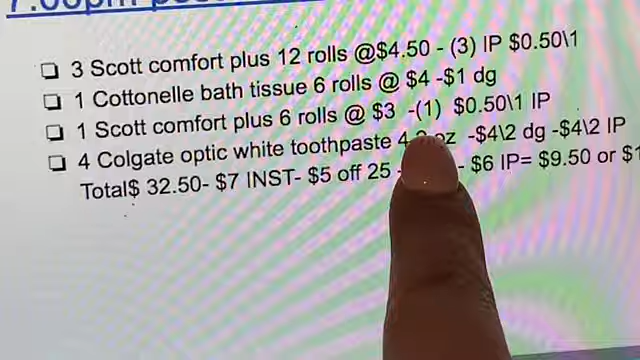 3 Scott comfort plus 12 rolls @$4.50 - (3) IP $0.50\1
1 Cottonelle bath tissue 6 rolls @ $4 -$1 dg
1 Scott comfort plus 6 rolls @ $3 -(1) $0.50\1 IP
4 Colgate optic white toothpaste oz -$4\2 dg -$4\2 IP
Total$ 32.50- $7 INST- $5 off 25 - $6 IP= $9.50 or